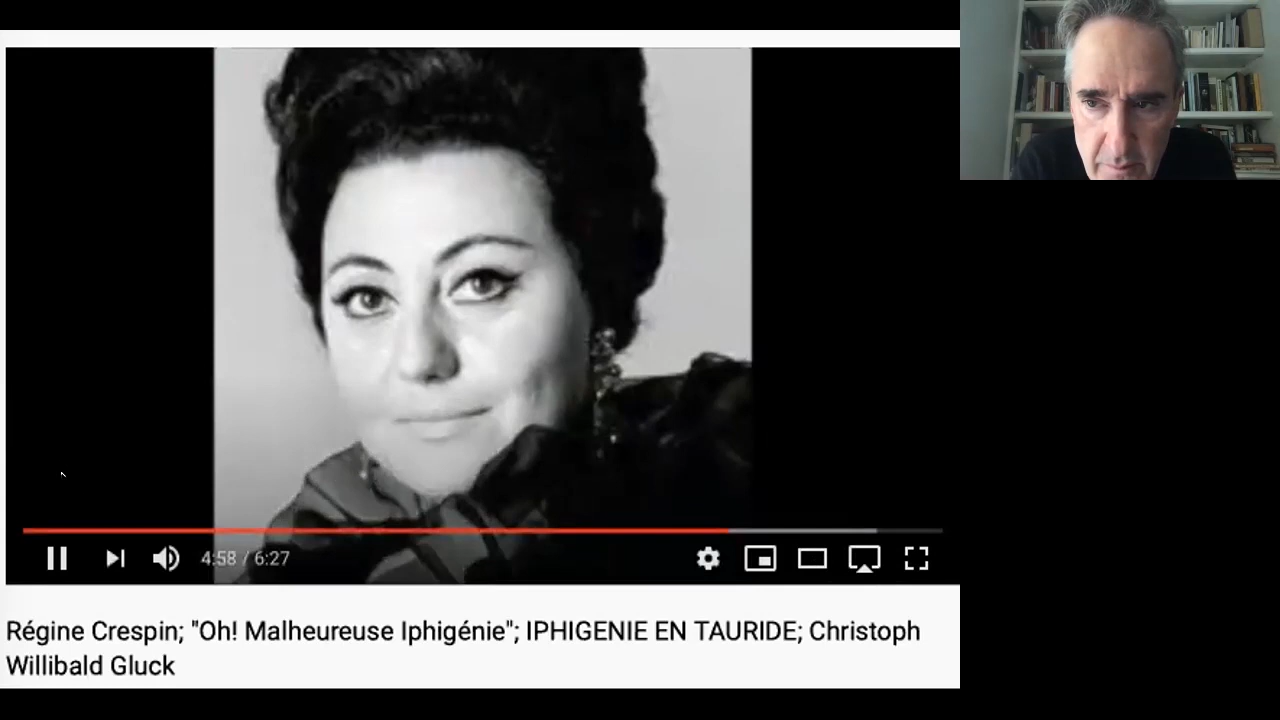 4:58 / 6:27
Régine Crespin; "Oh! Malheureuse Iphigénie"; IPHIGENIE EN TAURIDE; Christoph
Willibald Gluck